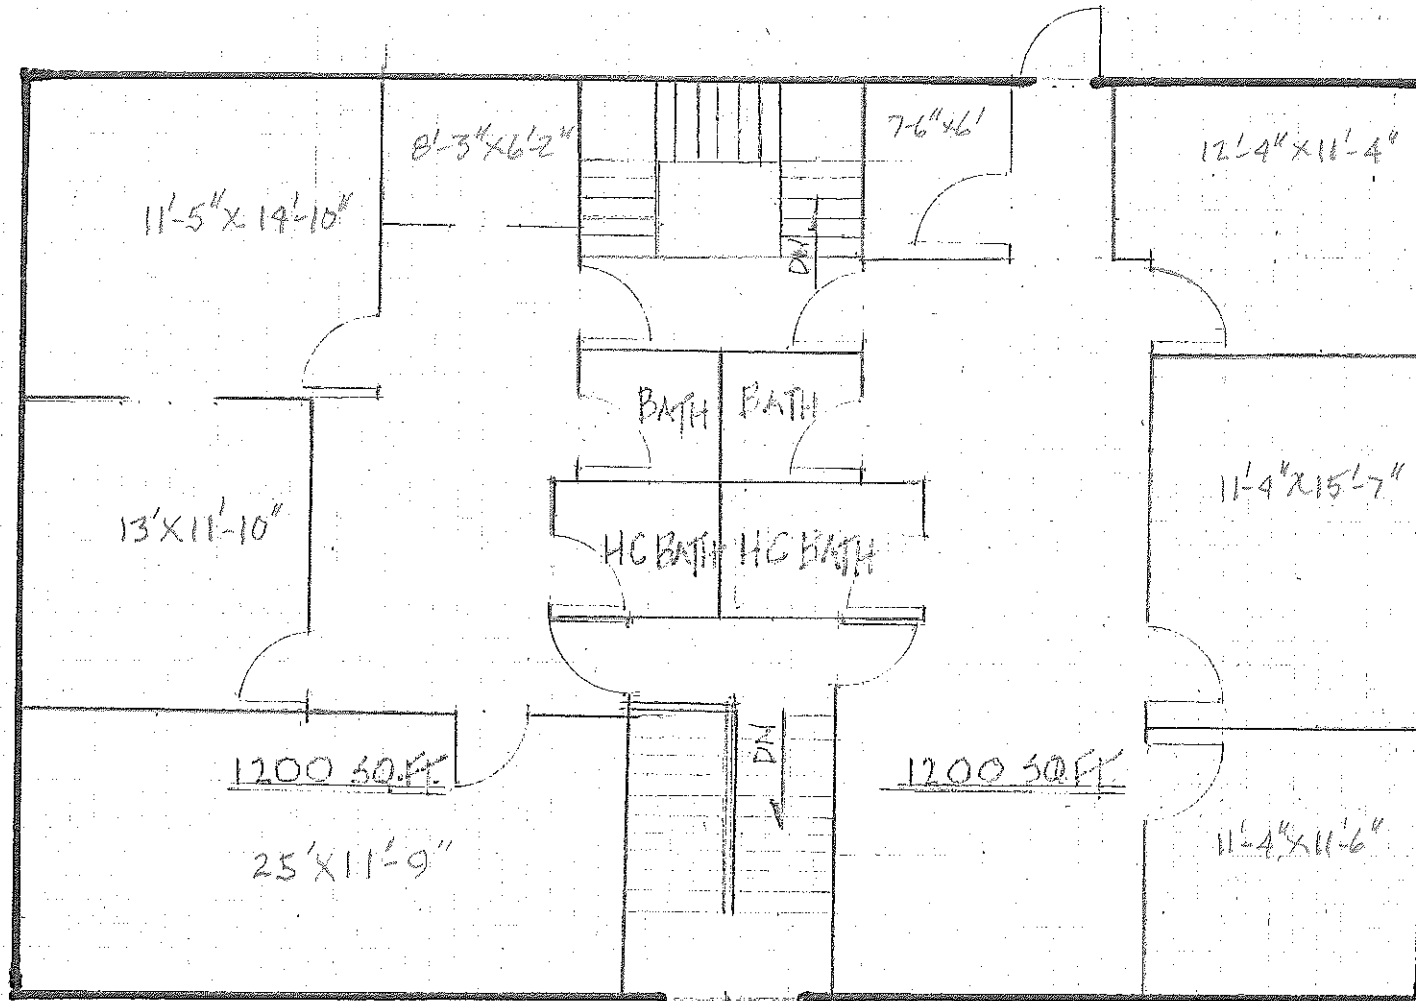 8'-3"X6'-2"
7-6"X6'
12'-4"X11'-4"
11'-5"X 14'-10"
DN
BATH
BATH
11'-4"X15'-7"
13'X11'-10"
HC BATH
HC BATH
DN
1200 SQ.FT.
1200 SQ.FT.
25'X11'-9"
11'-4"X11'-6"